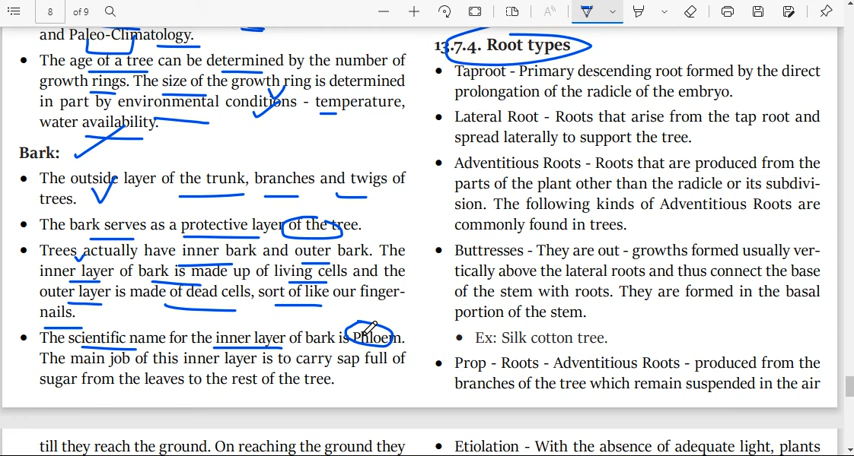 8 of 9
and Paleo-Climatology.
• The age of a tree can be determined by the number of
growth rings. The size of the growth ring is determined
in part by environmental conditions - temperature,
water availability.
Bark:
• The outside layer of the trunk, branches and twigs of
trees.
• The bark serves as a protective layer of the tree.
• Trees actually have inner bark and outer bark. The
inner layer of bark is made up of living cells and the
outer layer is made of dead cells, sort of like our finger-
nails.
• The scientific name for the inner layer of bark is Phloem.
The main job of this inner layer is to carry sap full of
sugar from the leaves to the rest of the tree.
13.7.4. Root types
• Taproot - Primary descending root formed by the direct
prolongation of the radicle of the embryo.
• Lateral Root - Roots that arise from the tap root and
spread laterally to support the tree.
• Adventitious Roots - Roots that are produced from the
parts of the plant other than the radicle or its subdivi-
sion. The following kinds of Adventitious Roots are
commonly found in trees.
• Buttresses - They are out - growths formed usually ver-
tically above the lateral roots and thus connect the base
of the stem with roots. They are formed in the basal
portion of the stem.
• Ex: Silk cotton tree.
• Prop - Roots - Adventitious Roots - produced from the
branches of the tree which remain suspended in the air
till they reach the ground. On reaching the ground they
• Etiolation - With the absence of adequate light, plants